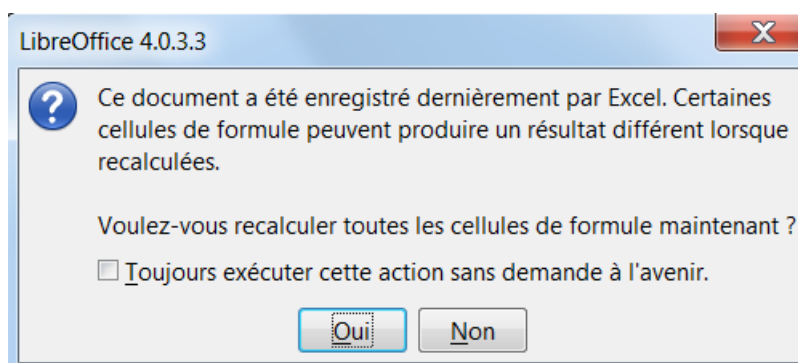 LibreOffice 4.0.3.3
Ce document a été enregistré dernièrement par Excel. Certaines
cellules de formule peuvent produire un résultat différent lorsque
recalculées.
Voulez-vous recalculer toutes les cellules de formule maintenant ?
Toujours exécuter cette action sans demande à l'avenir.
Oui Non